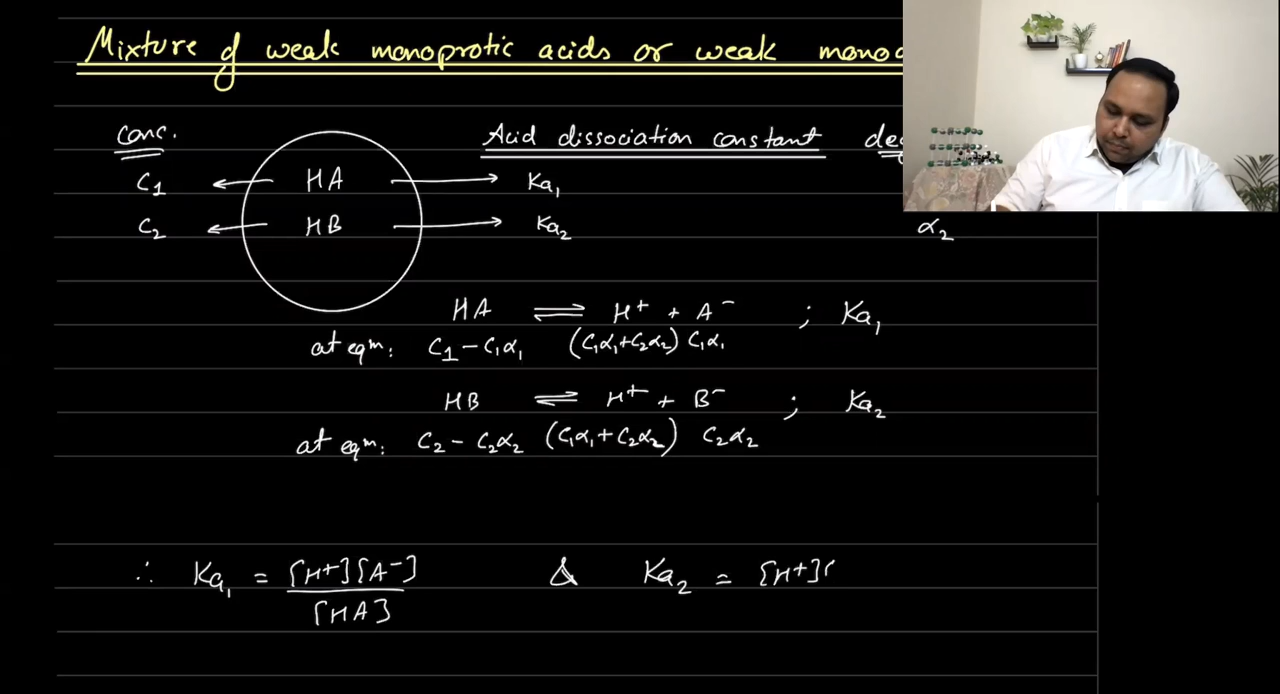 Mixture of weak monoprotic acids or weak
conc. Acid dissociation constant
C₁ ← HA → Ka₁
C₂ ← HB → Ka₂ α₂
HA ⇌ H⁺ + A⁻ ; Ka₁
at eqm: C₁ - C₁α₁ (C₁α₁+C₂α₂) C₁α₁
HB ⇌ H⁺ + B⁻ ; Ka₂
at eqm: C₂ - C₂α₂ (C₁α₁+C₂α₂) C₂α₂
∴ Ka₁ = [H⁺][A⁻] / [HA] & Ka₂ = [H⁺][